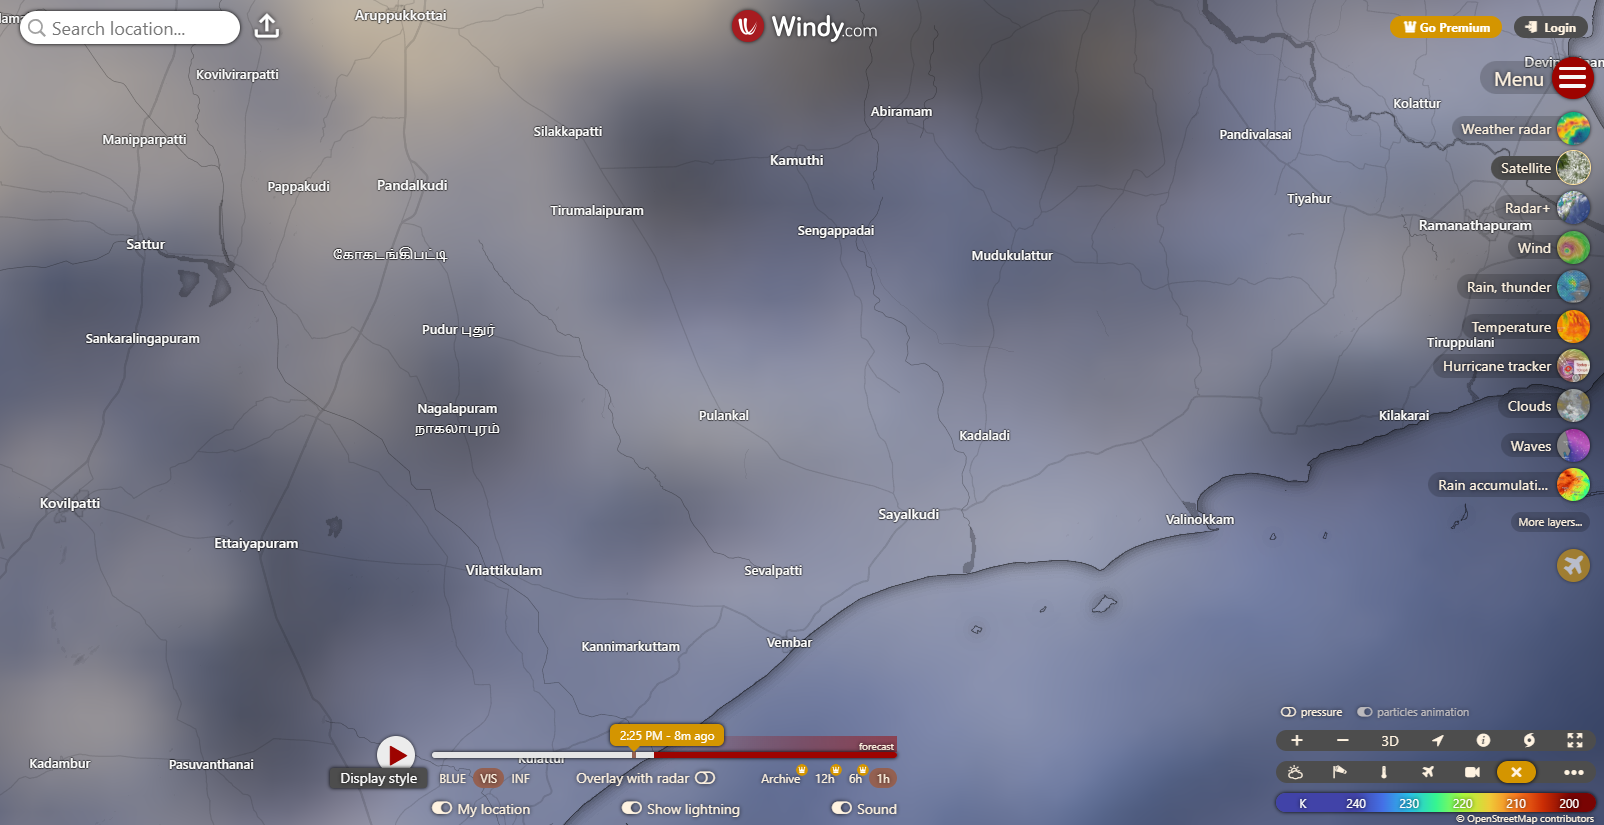 Search location...
Aruppukkottai
Windy.com
Go Premium
Login
Kovilvirarpatti
Menu
Abiramam
Kolattur
Manipparpatti
Silakkapatti
Pandivalasai
Weather radar
Kamuthi
Satellite
Pappakudi
Pandalkudi
Tirumalaipuram
Tiyahur
Radar+
Sengappadai
Ramanathapuram
Sattur
கோகடங்கிபட்டி
Mudukulattur
Wind
Rain, thunder
Pudur புதுர்
Temperature
Sankaralingapuram
Tiruppulani
Hurricane tracker
Nagalapuram
நாகலாபுரம்
Pulankal
Kilakarai
Clouds
Kadaladi
Waves
Rain accumulati...
Kovilpatti
Sayalkudi
Valinokkam
More layers...
Ettaiyapuram
Vilattikulam
Sevalpatti
Kannimarkuttam
Vembar
pressure
particles animation
2:25 PM - 8m ago
forecast
3D
Kadambur
Pasuvanthanai
Kulattur
Display style
BLUE VIS INF
Overlay with radar
Archive 12h 6h 1h
My location
Show lightning
Sound
K 240 230 220 210 200
© OpenStreetMap contributors